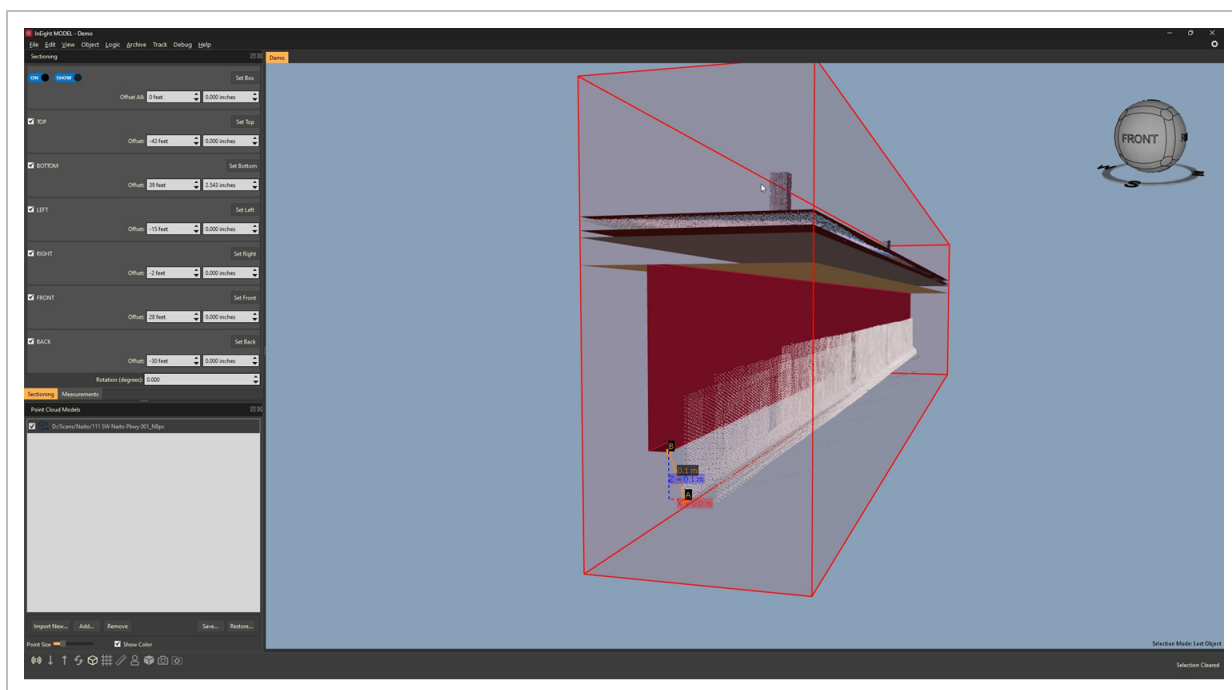 InEight MODEL - Demo
File Edit View Object Logic Archive Track Debug Help
Sectioning
Demo
ON SHOW Set Box
Offset All: 0 feet 0.000 inches
TOP Set Top
Offset: -43 feet 0.000 inches
BOTTOM Set Bottom
Offset: 39 feet 2.543 inches
LEFT Set Left
Offset: -15 feet 0.000 inches
RIGHT Set Right
Offset: -2 feet 0.000 inches
FRONT Set Front
Offset: 28 feet 0.000 inches
BACK Set Back
Offset: -30 feet 0.000 inches
Rotation (degrees): 0.000
Sectioning Measurements
Point Cloud Models
D:/Scans/Naito/111 SW Naito Pkwy 001_N8pc
Import New... Add... Remove Save... Restore...
Point Size Show Color
FRONT
S
B
0.1 m
Z = 0.1 m
A
X = 0.0 m
Selection Mode: Last Object
Selection Cleared